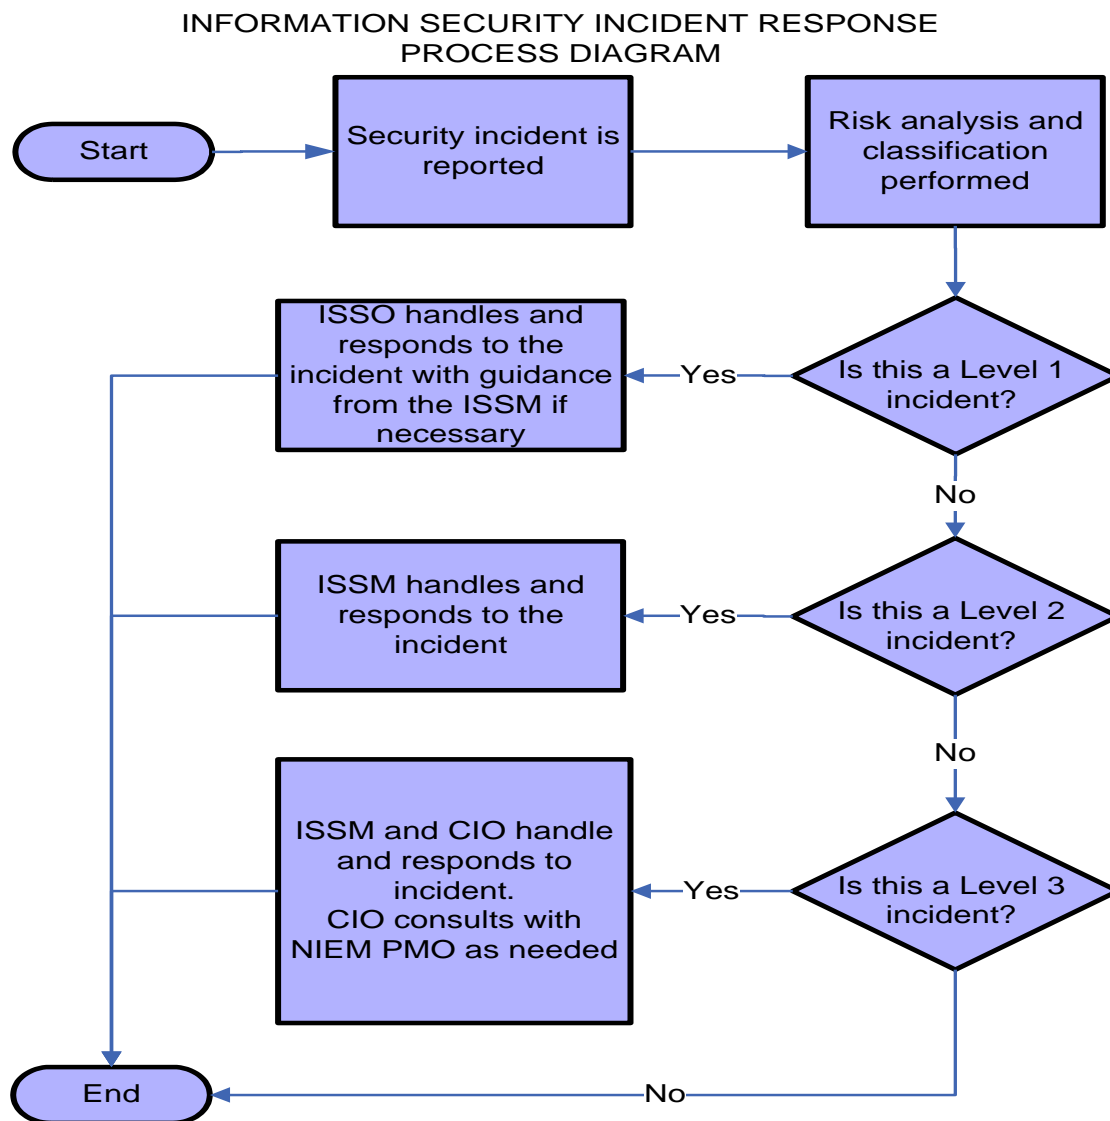 INFORMATION SECURITY INCIDENT RESPONSE
PROCESS DIAGRAM
Start
Security incident is
reported
Risk analysis and
classification
performed
Is this a Level 1
incident?
Yes
ISSO handles and
responds to the
incident with guidance
from the ISSM if
necessary
No
Is this a Level 2
incident?
Yes
ISSM handles and
responds to the
incident
No
Is this a Level 3
incident?
Yes
ISSM and CIO handle
and responds to
incident.
CIO consults with
NIEM PMO as needed
No
End